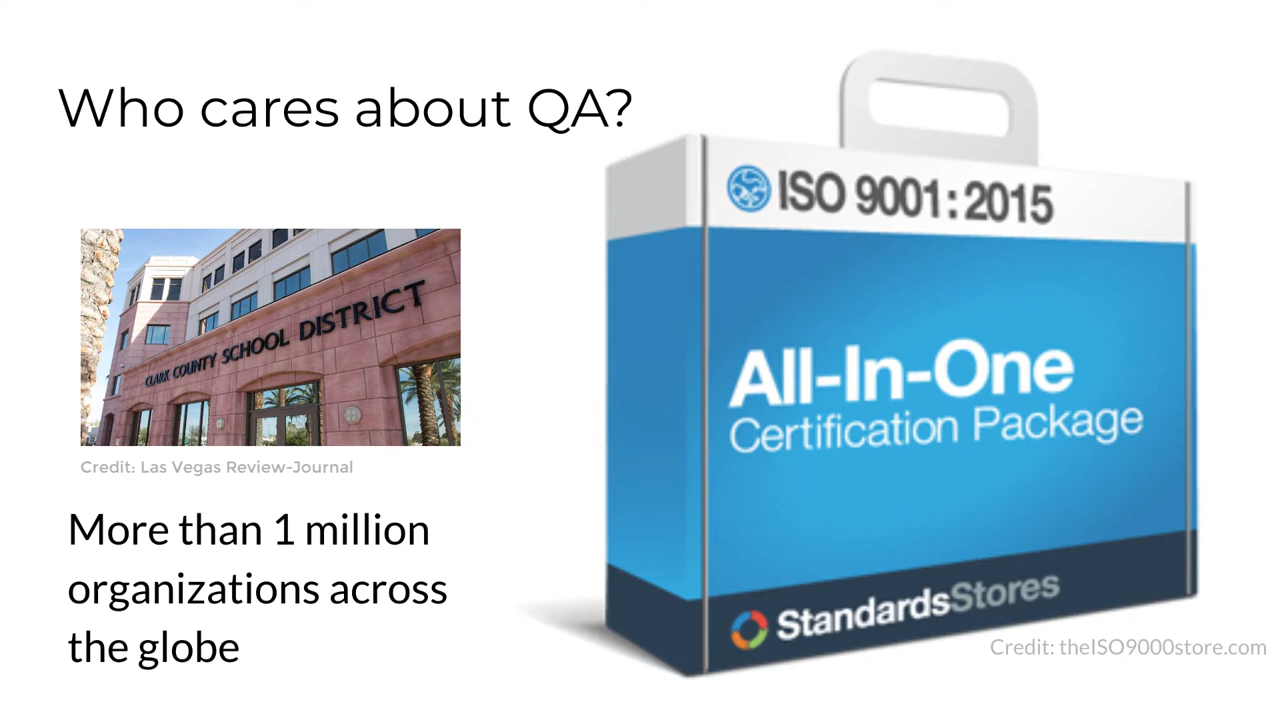 Who cares about QA?
ISO 9001:2015
CLARK COUNTY SCHOOL DISTRICT
All-In-One
Certification Package
Credit: Las Vegas Review-Journal
More than 1 million
organizations across
the globe
StandardsStores
Credit: theISO9000store.com